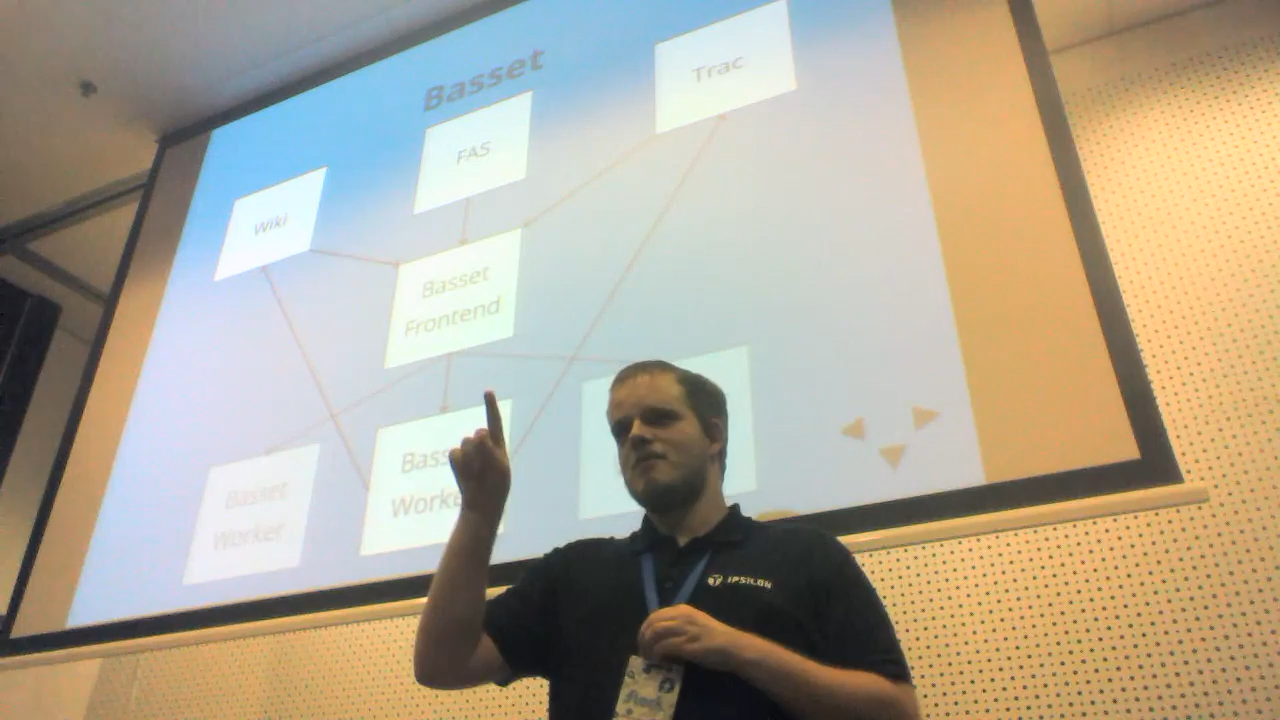 Basset
Trac
FAS
Wiki
Basset
Frontend
Basset
Worker
IPSILON